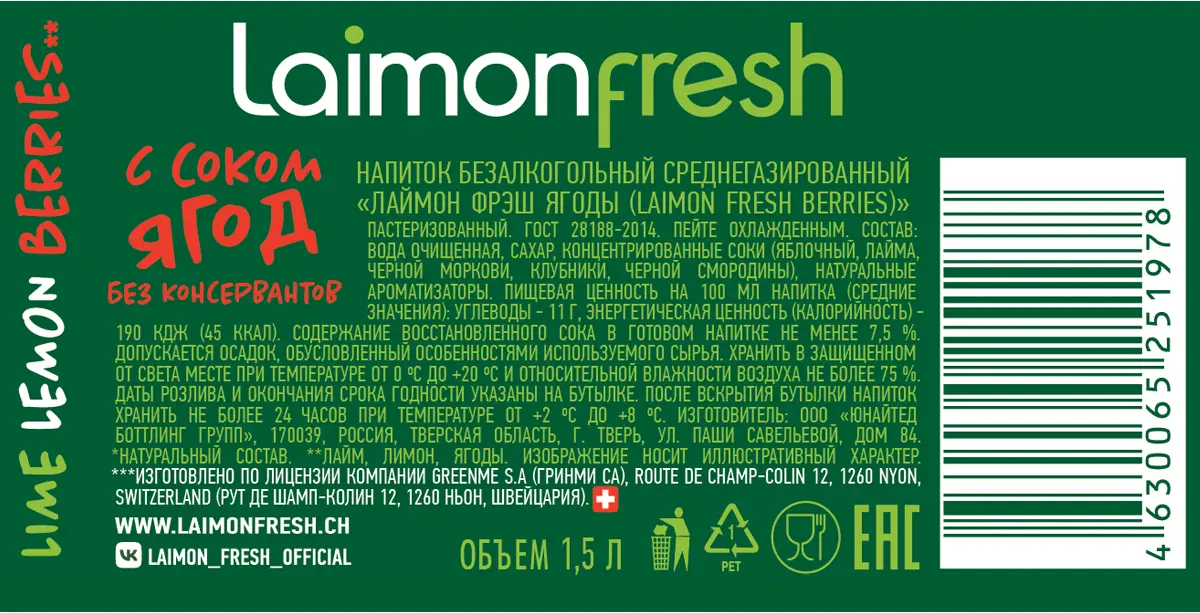 LIME LEMON BERRIES**
Laimonfresh
С СОКОМ
ЯГОД
БЕЗ КОНСЕРВАНТОВ
НАПИТОК БЕЗАЛКОГОЛЬНЫЙ СРЕДНЕГАЗИРОВАННЫЙ
«ЛАЙМОН ФРЭШ ЯГОДЫ (LAIMON FRESH BERRIES)»
ПАСТЕРИЗОВАННЫЙ. ГОСТ 28188-2014. ПЕЙТЕ ОХЛАЖДЕННЫМ. СОСТАВ:
ВОДА ОЧИЩЕННАЯ, САХАР, КОНЦЕНТРИРОВАННЫЕ СОКИ (ЯБЛОЧНЫЙ, ЛАЙМА,
ЧЕРНОЙ МОРКОВИ, КЛУБНИКИ, ЧЕРНОЙ СМОРОДИНЫ), НАТУРАЛЬНЫЕ
АРОМАТИЗАТОРЫ. ПИЩЕВАЯ ЦЕННОСТЬ НА 100 МЛ НАПИТКА (СРЕДНИЕ
ЗНАЧЕНИЯ): УГЛЕВОДЫ - 11 Г, ЭНЕРГЕТИЧЕСКАЯ ЦЕННОСТЬ (КАЛОРИЙНОСТЬ) -
190 КДЖ (45 ККАЛ). СОДЕРЖАНИЕ ВОССТАНОВЛЕННОГО СОКА В ГОТОВОМ НАПИТКЕ НЕ МЕНЕЕ 7,5 %.
ДОПУСКАЕТСЯ ОСАДОК, ОБУСЛОВЛЕННЫЙ ОСОБЕННОСТЯМИ ИСПОЛЬЗУЕМОГО СЫРЬЯ. ХРАНИТЬ В ЗАЩИЩЕННОМ
ОТ СВЕТА МЕСТЕ ПРИ ТЕМПЕРАТУРЕ ОТ 0 ºС ДО +20 ºС И ОТНОСИТЕЛЬНОЙ ВЛАЖНОСТИ ВОЗДУХА НЕ БОЛЕЕ 75 %.
ДАТЫ РОЗЛИВА И ОКОНЧАНИЯ СРОКА ГОДНОСТИ УКАЗАНЫ НА БУТЫЛКЕ. ПОСЛЕ ВСКРЫТИЯ БУТЫЛКИ НАПИТОК
ХРАНИТЬ НЕ БОЛЕЕ 24 ЧАСОВ ПРИ ТЕМПЕРАТУРЕ ОТ +2 ºС ДО +8 ºС. ИЗГОТОВИТЕЛЬ: ООО «ЮНАЙТЕД
БОТТЛИНГ ГРУПП», 170039, РОССИЯ, ТВЕРСКАЯ ОБЛАСТЬ, Г. ТВЕРЬ, УЛ. ПАШИ САВЕЛЬЕВОЙ, ДОМ 84.
*НАТУРАЛЬНЫЙ СОСТАВ. **ЛАЙМ, ЛИМОН, ЯГОДЫ. ИЗОБРАЖЕНИЕ НОСИТ ИЛЛЮСТРАТИВНЫЙ ХАРАКТЕР.
***ИЗГОТОВЛЕНО ПО ЛИЦЕНЗИИ КОМПАНИИ GREENME S.A (ГРИНМИ СА), ROUTE DE CHAMP-COLIN 12, 1260 NYON,
SWITZERLAND (РУТ ДЕ ШАМП-КОЛИН 12, 1260 НЬОН, ШВЕЙЦАРИЯ).
WWW.LAIMONFRESH.CH
LAIMON_FRESH_OFFICIAL
ОБЪЕМ 1,5 Л
1
PET
EAC
4 630065 251978